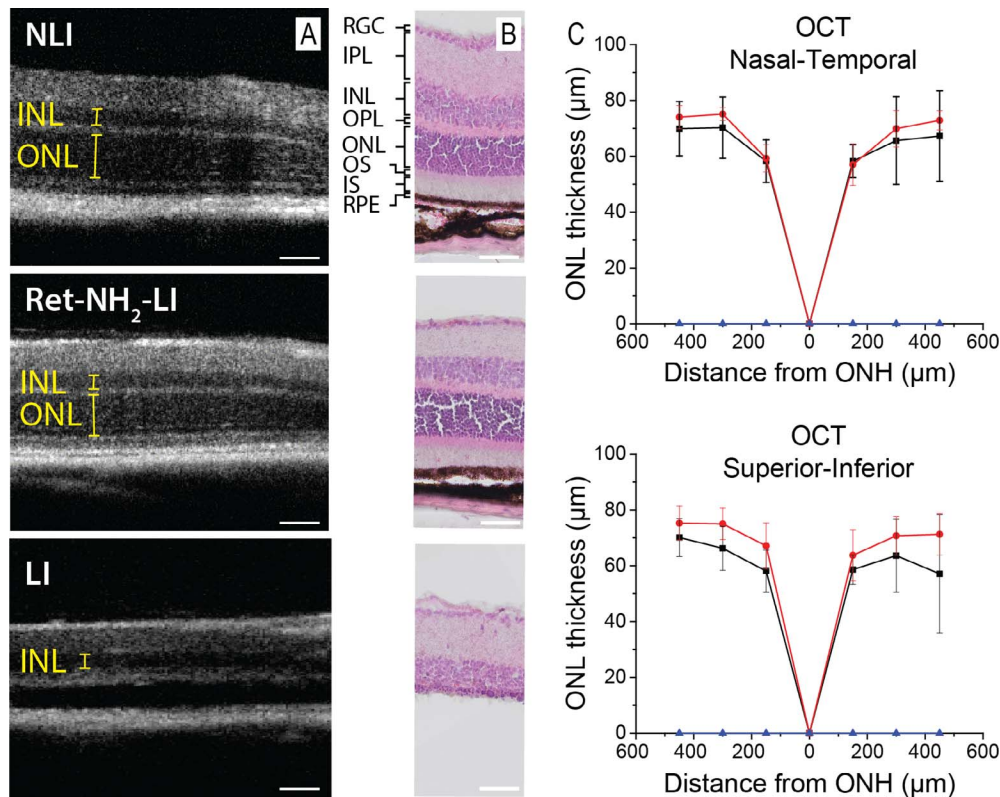 NLI
A
INL
ONL
Ret-NH2-LI
INL
ONL
LI
INL
B
RGC
IPL
INL
OPL
ONL
OS
IS
RPE
C
OCT
Nasal-Temporal
ONL thickness (µm)
100
80
60
40
20
0
600 400 200 0 200 400 600
Distance from ONH (µm)
OCT
Superior-Inferior
ONL thickness (µm)
100
80
60
40
20
0
600 400 200 0 200 400 600
Distance from ONH (µm)